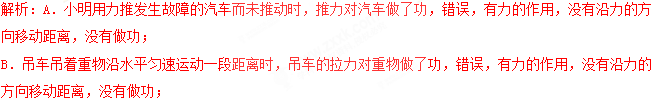 解析：A．小明用力推发生故障的汽车而未推动时，推力对汽车做了功，错误，有力的作用，没有沿力的方
向移动距离，没有做功；
B．吊车吊着重物沿水平匀速运动一段距离时，吊车的拉力对重物做了功，错误，有力的作用，没有沿力的
方向移动距离，没有做功；